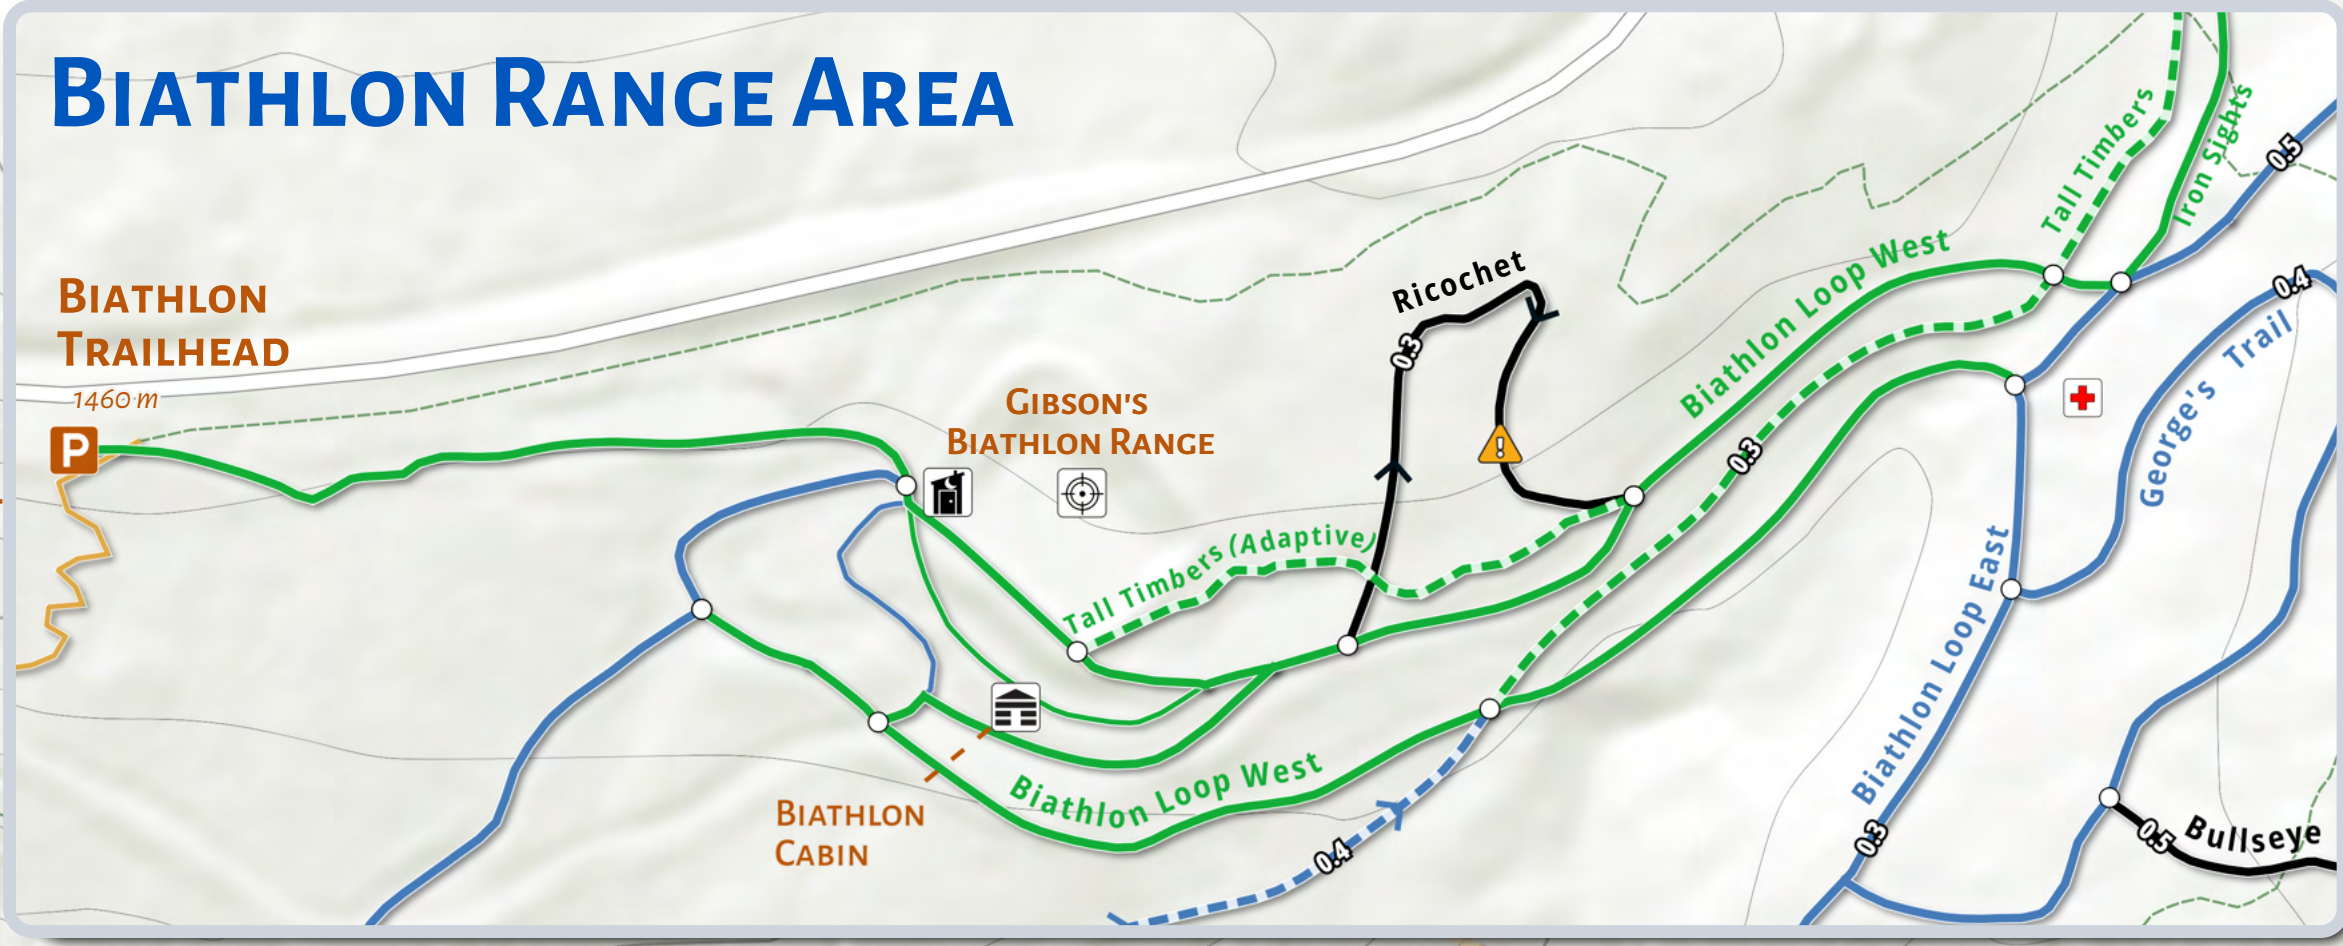 BIATHLON RANGE AREA
BIATHLON
TRAILHEAD
1460 m
P
GIBSON'S
BIATHLON RANGE
Ricochet
0.3
!
Tall Timbers (Adaptive)
Biathlon Loop West
Tall Timbers
Iron Sights
0.5
0.4
George's Trail
0.3
Biathlon Loop East
0.3
Biathlon Loop West
BIATHLON
CABIN
0.4
0.5
Bullseye